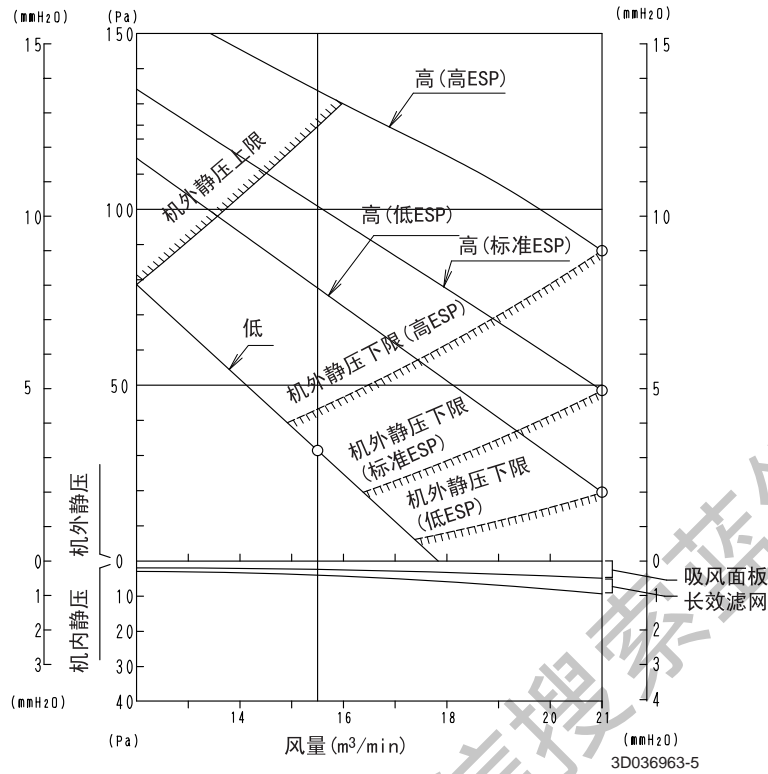 (mmH2O)
(Pa)
(mmH2O)
15
150
15
高(高ESP)
机外静压上限
10
100
10
高(低ESP)
高(标准ESP)
低
机外静压下限(高ESP)
5
50
5
机外静压下限
(标准ESP)
机外静压下限
(低ESP)
机外静压
0
0
0
吸风面板
长效滤网
机内静压
1
10
1
2
20
2
3
30
3
40
4
(mmH2O)
14
16
18
20
21
(Pa)
风量(m³/min)
(mmH2O)
3D036963-5
信搜索蓝